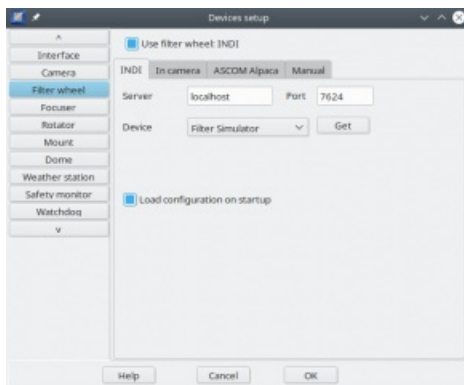 Devices setup
^
Interface
Camera
Filter wheel
Focuser
Rotator
Mount
Dome
Weather station
Safety monitor
Watchdog
v
Use filter wheel: INDI
INDI In camera ASCOM Alpaca Manual
Server localhost Port 7624
Device Filter Simulator Get
Load configuration on startup
Help Cancel OK